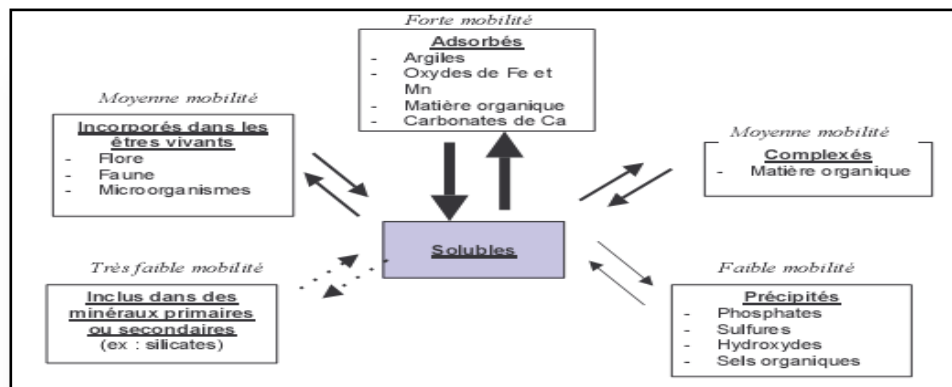 Forte mobilité
Adsorbés
- Argiles
- Oxydes de Fe et
Mn
- Matière organique
- Carbonates de Ca
Moyenne mobilité
Incorporés dans les
êtres vivants
- Flore
- Faune
- Microorganismes
Moyenne mobilité
Complexés
- Matière organique
Solubles
Très faible mobilité
Inclus dans des
minéraux primaires
ou secondaires
(ex : silicates)
Faible mobilité
Précipités
- Phosphates
- Sulfures
- Hydroxydes
- Sels organiques